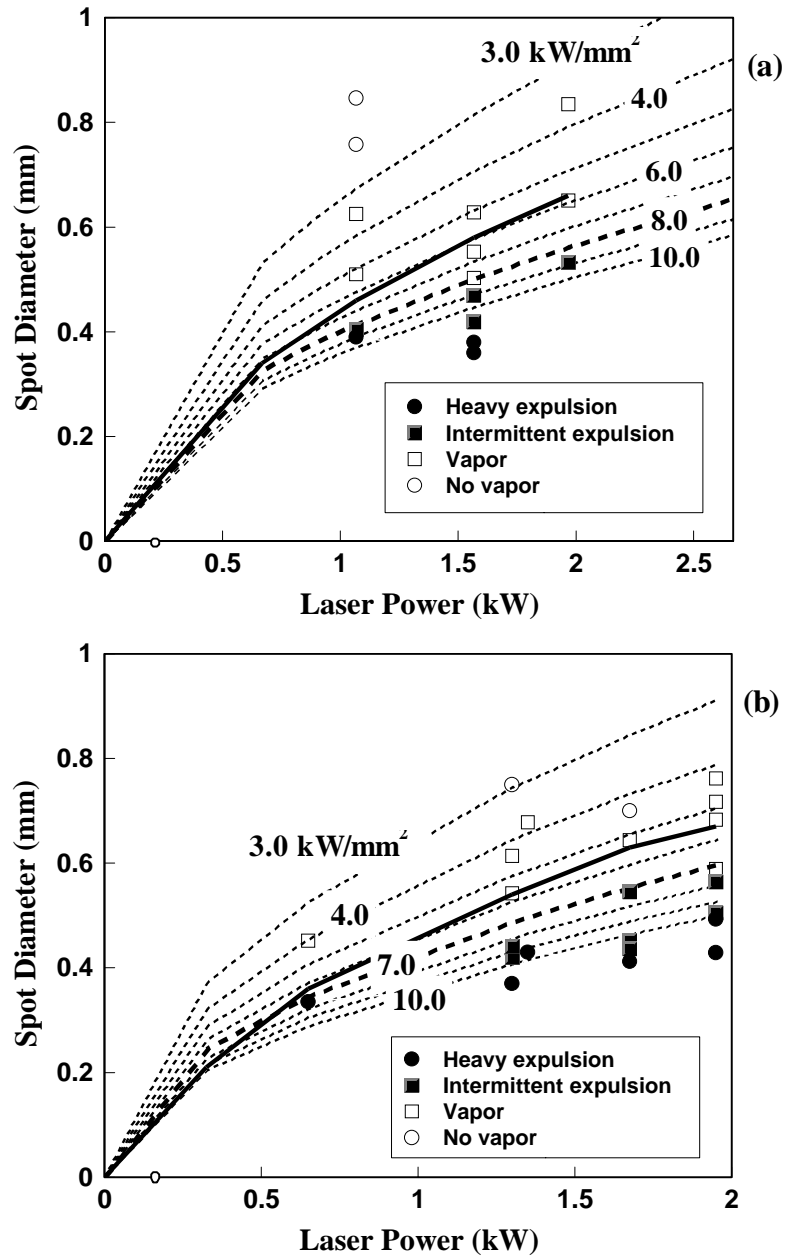 (a)
3.0 kW/mm²
4.0
6.0
8.0
10.0
1
0.8
0.6
0.4
0.2
0
Spot Diameter (mm)
Heavy expulsion
Intermittent expulsion
Vapor
No vapor
0 0.5 1 1.5 2 2.5
Laser Power (kW)
(b)
3.0 kW/mm²
4.0
7.0
10.0
1
0.8
0.6
0.4
0.2
0
Spot Diameter (mm)
Heavy expulsion
Intermittent expulsion
Vapor
No vapor
0 0.5 1 1.5 2
Laser Power (kW)